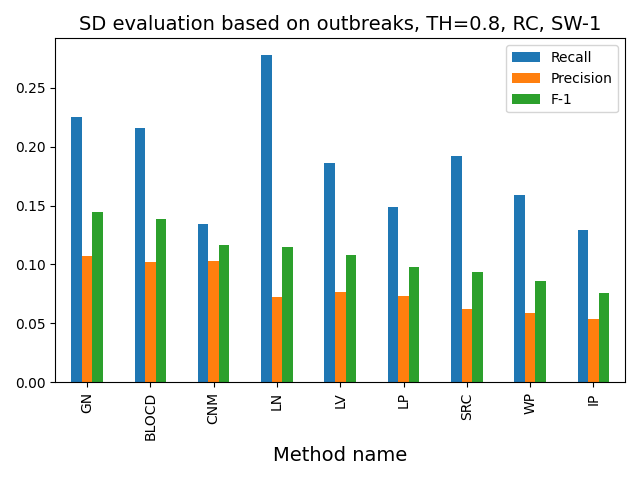 SD evaluation based on outbreaks, TH=0.8, RC, SW-1
Recall
Precision
F-1
0.25
0.20
0.15
0.10
0.05
0.00
GN
BLOCD
CNM
LN
LV
LP
SRC
WP
IP
Method name